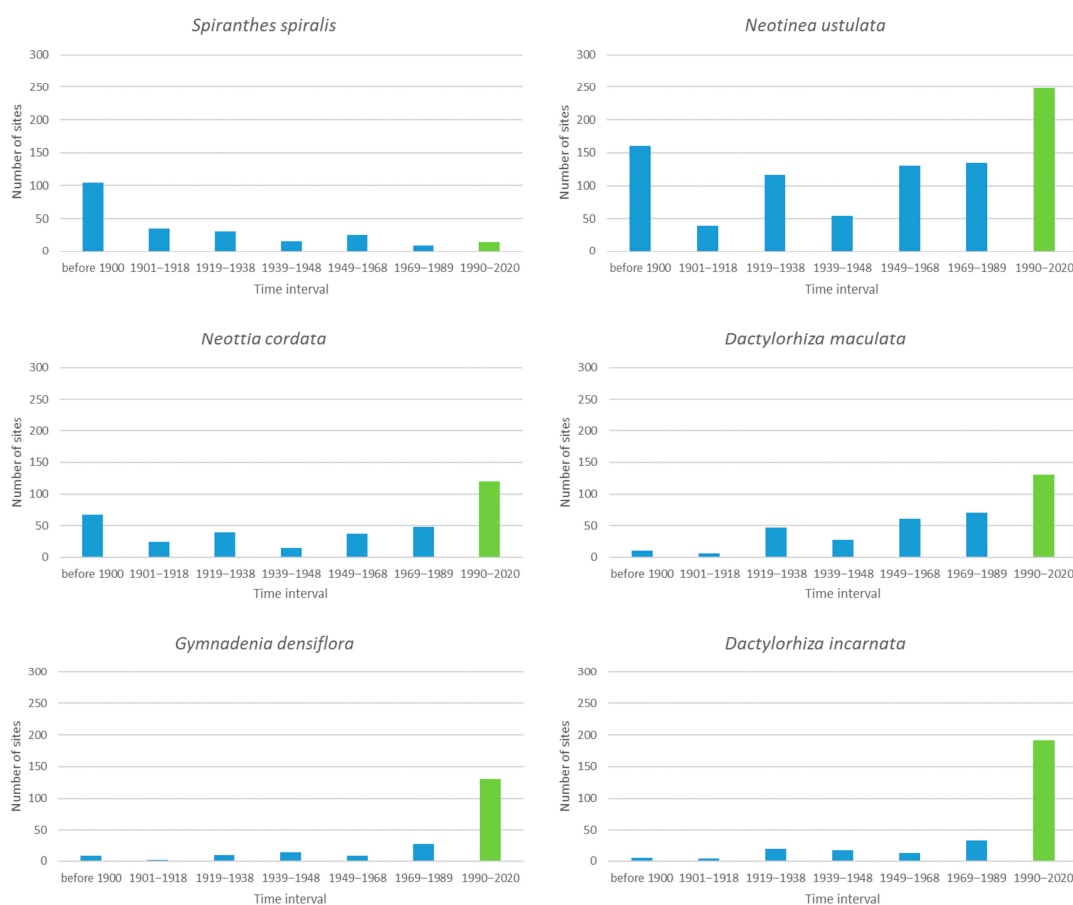 Spiranthes spiralis
Number of sites
300
250
200
150
100
50
0
before 1900 1901–1918 1919–1938 1939–1948 1949–1968 1969–1989 1990–2020
Time interval
Neotinea ustulata
Number of sites
300
250
200
150
100
50
0
before 1900 1901–1918 1919–1938 1939–1948 1949–1968 1969–1989 1990–2020
Time interval
Neottia cordata
Number of sites
300
250
200
150
100
50
0
before 1900 1901–1918 1919–1938 1939–1948 1949–1968 1969–1989 1990–2020
Time interval
Dactylorhiza maculata
Number of sites
300
250
200
150
100
50
0
before 1900 1901–1918 1919–1938 1939–1948 1949–1968 1969–1989 1990–2020
Time interval
Gymnadenia densiflora
Number of sites
300
250
200
150
100
50
0
before 1900 1901–1918 1919–1938 1939–1948 1949–1968 1969–1989 1990–2020
Time interval
Dactylorhiza incarnata
Number of sites
300
250
200
150
100
50
0
before 1900 1901–1918 1919–1938 1939–1948 1949–1968 1969–1989 1990–2020
Time interval